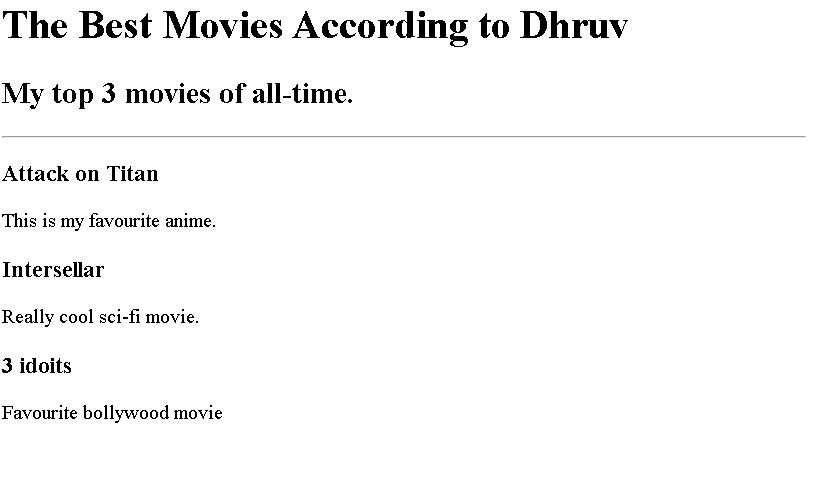 The Best Movies According to Dhruv
My top 3 movies of all-time.
Attack on Titan
This is my favourite anime.
Intersellar
Really cool sci-fi movie.
3 idoits
Favourite bollywood movie